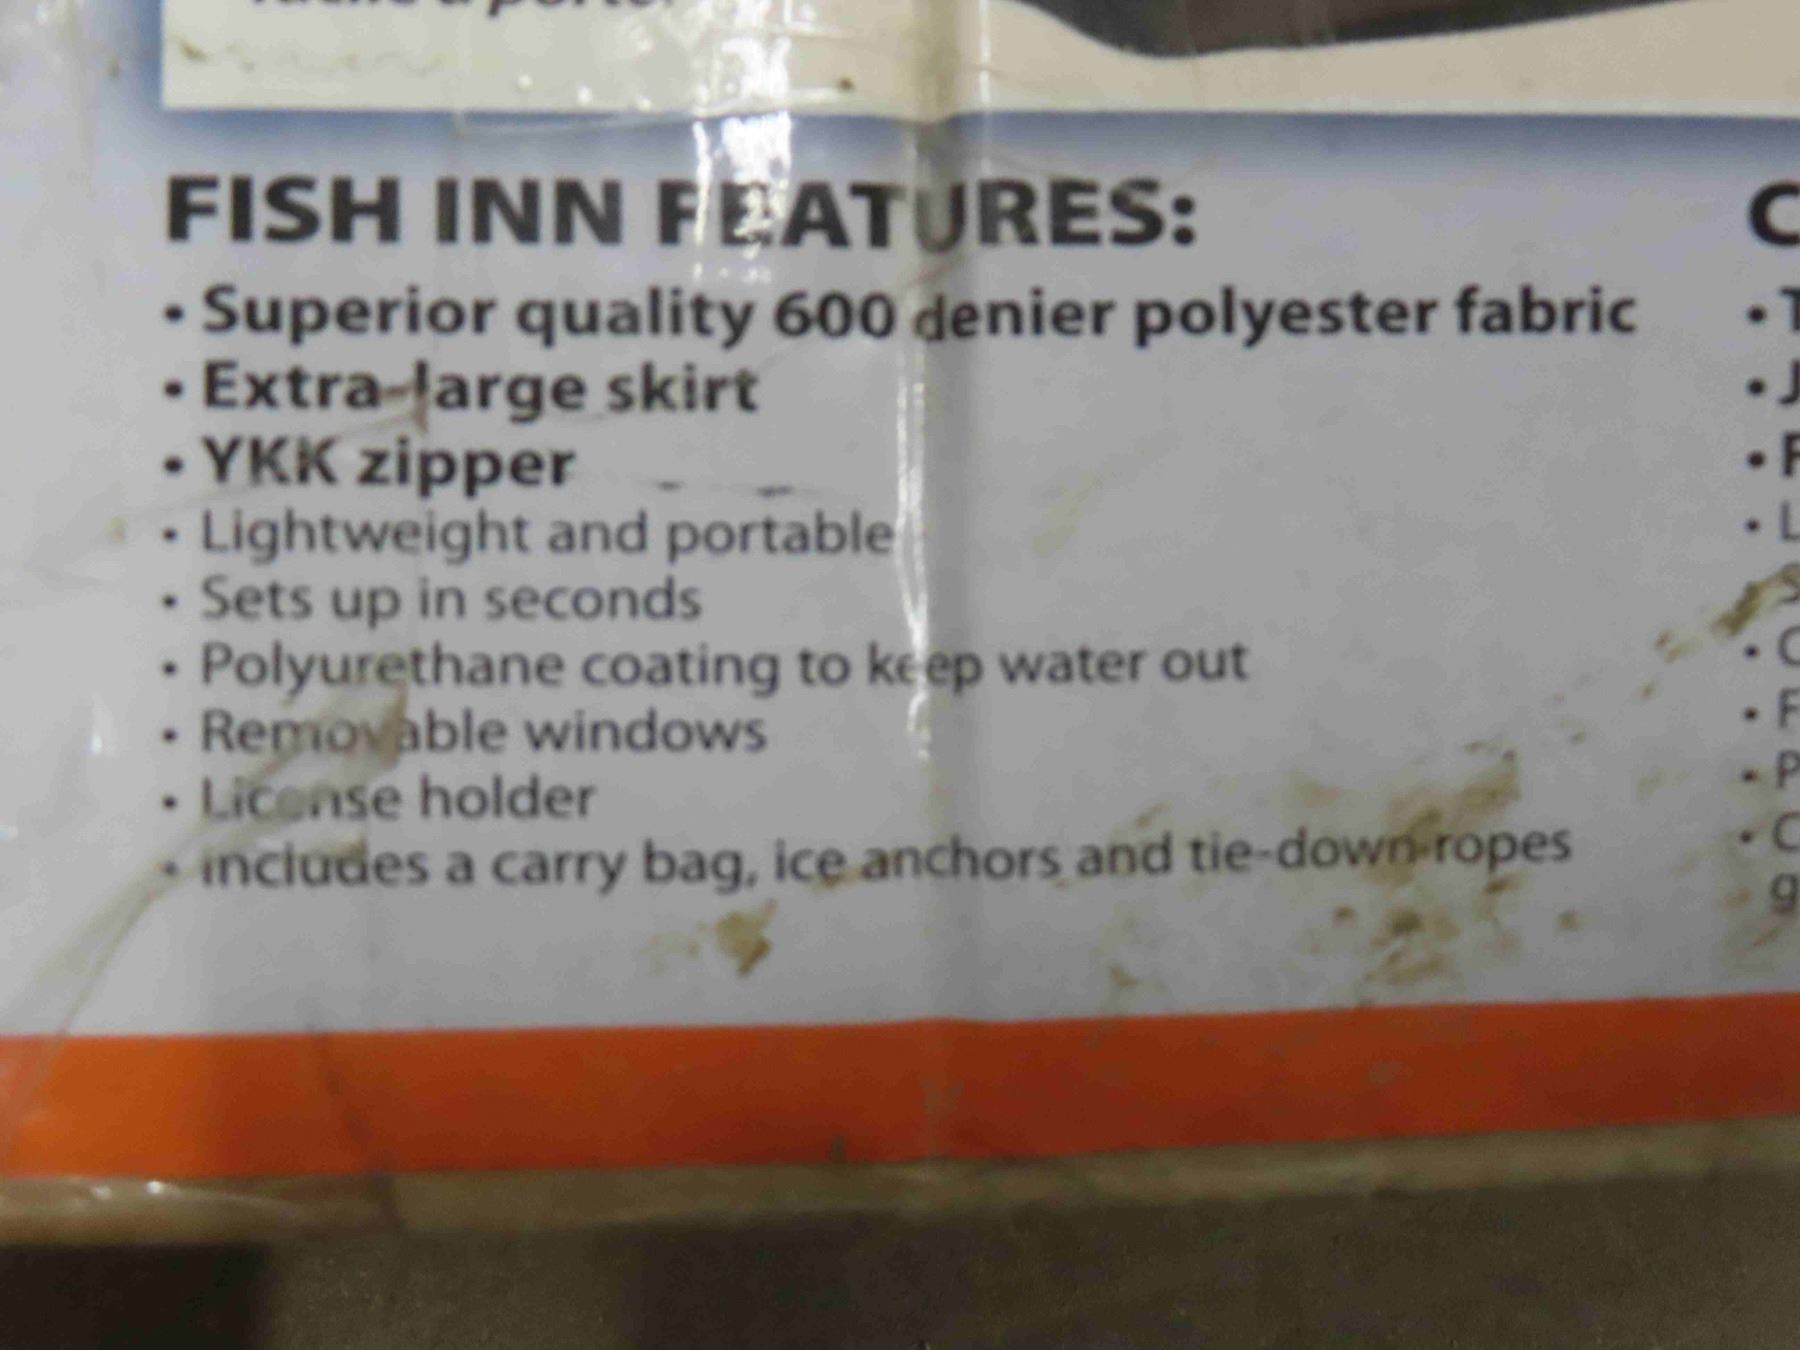 facile à porter
FISH INN FEATURES:
• Superior quality 600 denier polyester fabric
• Extra-large skirt
• YKK zipper
• Lightweight and portable
• Sets up in seconds
• Polyurethane coating to keep water out
• Removable windows
• License holder
• includes a carry bag, ice anchors and tie-down ropes
C
• T
• J
• F
• L
• S
• C
• F
• P
• C
g